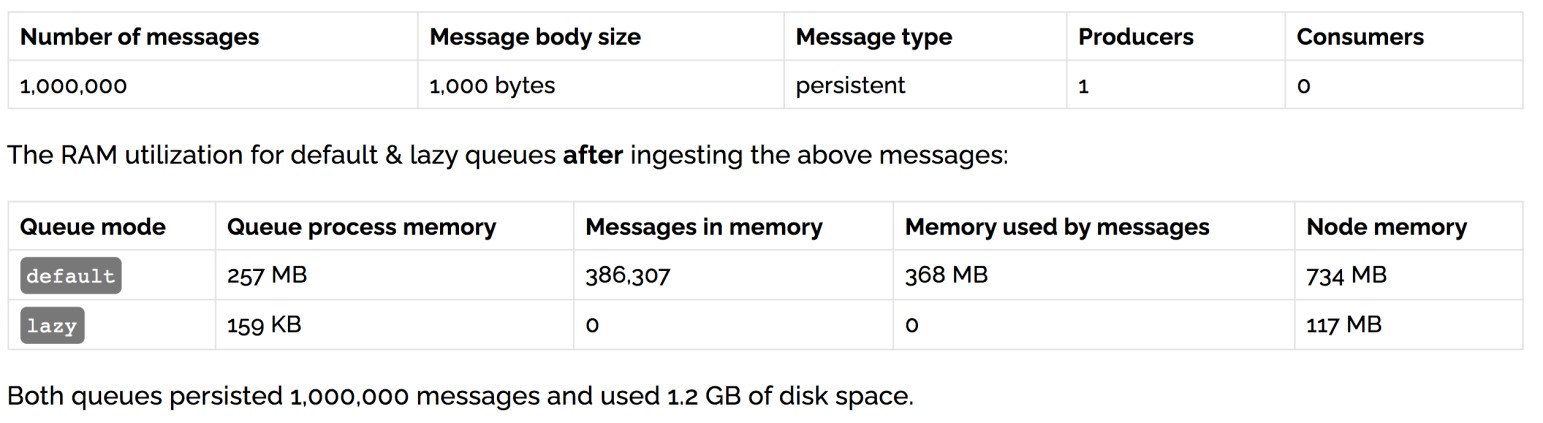 Number of messages Message body size Message type Producers Consumers
1,000,000 1,000 bytes persistent 1 0
The RAM utilization for default & lazy queues after ingesting the above messages:
Queue mode Queue process memory Messages in memory Memory used by messages Node memory
default 257 MB 386,307 368 MB 734 MB
lazy 159 KB 0 0 117 MB
Both queues persisted 1,000,000 messages and used 1.2 GB of disk space.